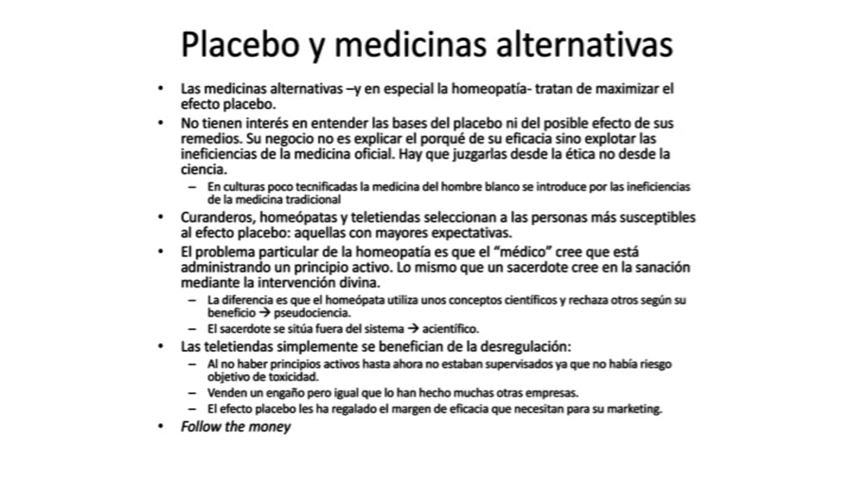 Placebo y medicinas alternativas
• Las medicinas alternativas –y en especial la homeopatía- tratan de maximizar el
efecto placebo.
• No tienen interés en entender las bases del placebo ni del posible efecto de sus
remedios. Su negocio no es explicar el porqué de su eficacia sino explotar las
ineficiencias de la medicina oficial. Hay que juzgarlas desde la ética no desde la
ciencia.
– En culturas poco tecnificadas la medicina del hombre blanco se introduce por las ineficiencias
de la medicina tradicional
• Curanderos, homeópatas y teletiendas seleccionan a las personas más susceptibles
al efecto placebo: aquellas con mayores expectativas.
• El problema particular de la homeopatía es que el “médico” cree que está
administrando un principio activo. Lo mismo que un sacerdote cree en la sanación
mediante la intervención divina.
– La diferencia es que el homeópata utiliza unos conceptos científicos y rechaza otros según su
beneficio → pseudociencia.
– El sacerdote se sitúa fuera del sistema → acientífico.
• Las teletiendas simplemente se benefician de la desregulación:
– Al no haber principios activos hasta ahora no estaban supervisados ya que no había riesgo
objetivo de toxicidad.
– Venden un engaño pero igual que lo han hecho muchas otras empresas.
– El efecto placebo les ha regalado el margen de eficacia que necesitan para su marketing.
• Follow the money